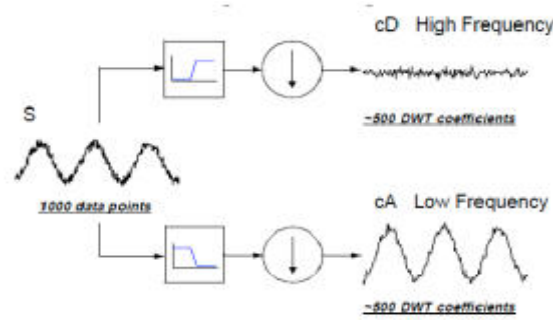 cD High Frequency
~500 DWT coefficients
S
1000 data points
cA Low Frequency
~500 DWT coefficients